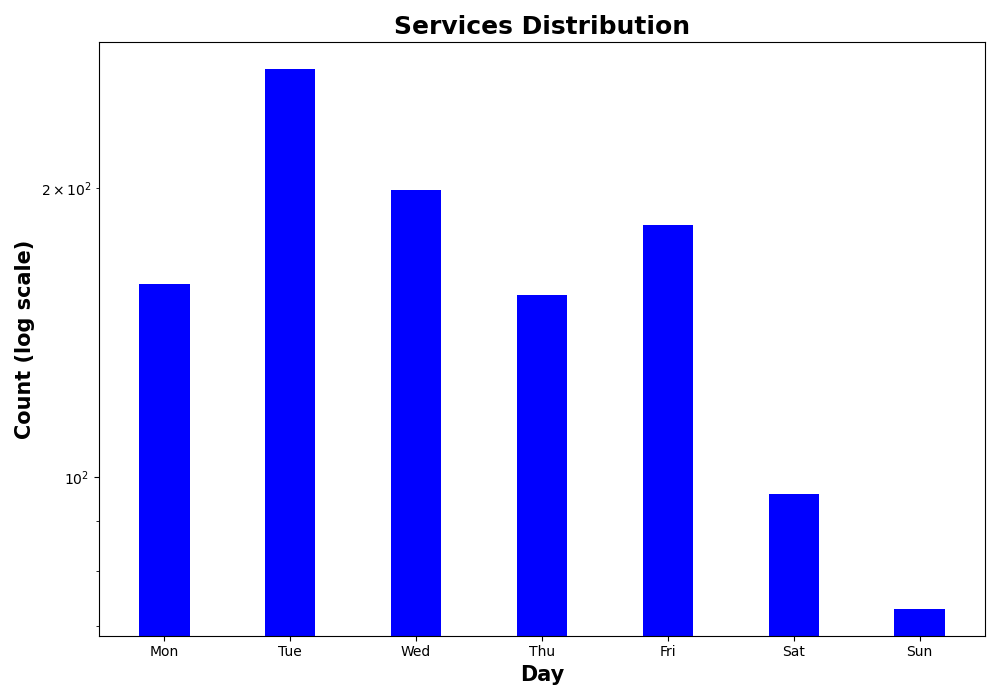 Services Distribution
Count (log scale)
2 × 10²
10²
Mon Tue Wed Thu Fri Sat Sun
Day